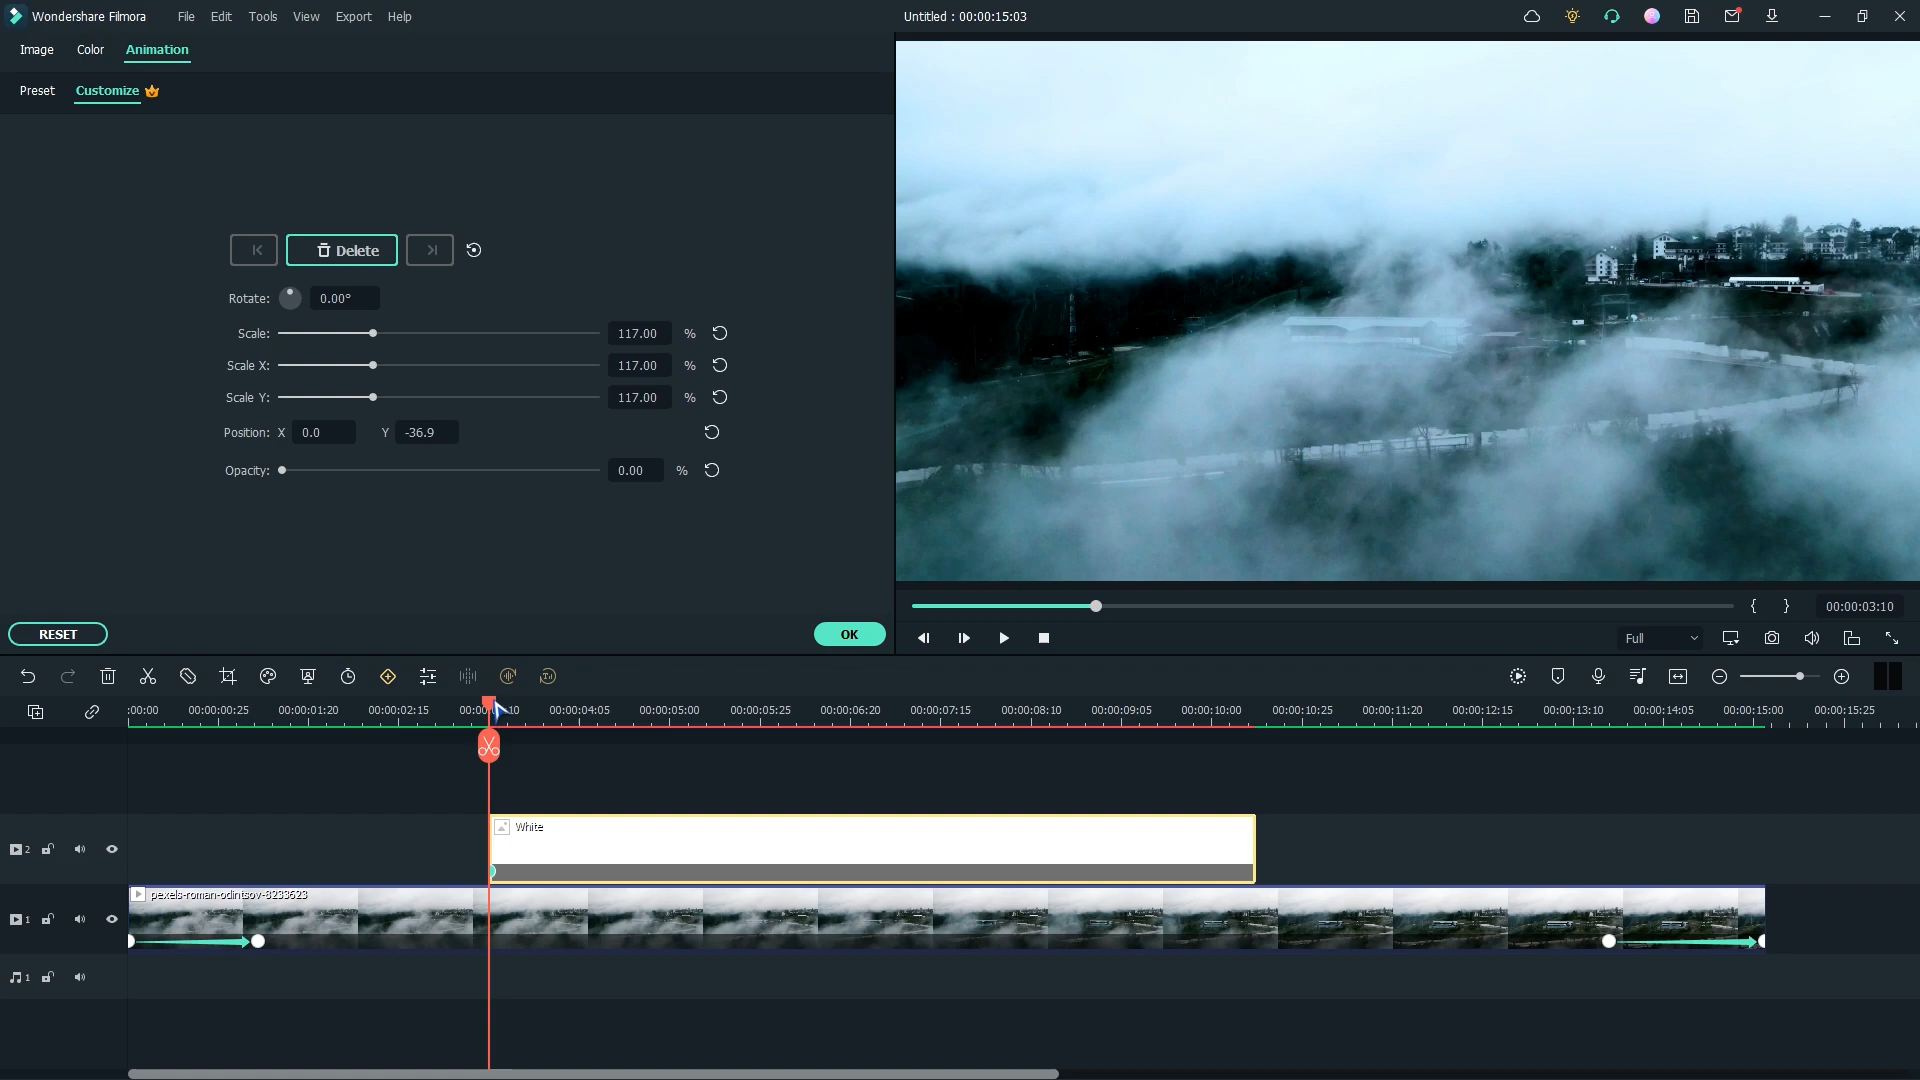 Wondershare Filmora File Edit Tools View Export Help Untitled : 00:00:15:03
Image Color Animation
Preset Customize
Delete
Rotate: 0.00°
Scale: 117.00 %
Scale X: 117.00 %
Scale Y: 117.00 %
Position: X 0.0 Y -36.9
Opacity: 0.00 %
RESET OK
{ } 00:00:03:10
Full
:00:00 00:00:00:25 00:00:01:20 00:00:02:15 00:00:04:05 00:00:05:00 00:00:05:25 00:00:06:20 00:00:07:15 00:00:08:10 00:00:09:05 00:00:10:00 00:00:10:25 00:00:11:20 00:00:12:15 00:00:13:10 00:00:14:05 00:00:15:00 00:00:15:25
White
2
pexels-roman-odintsov-8233623
1
1